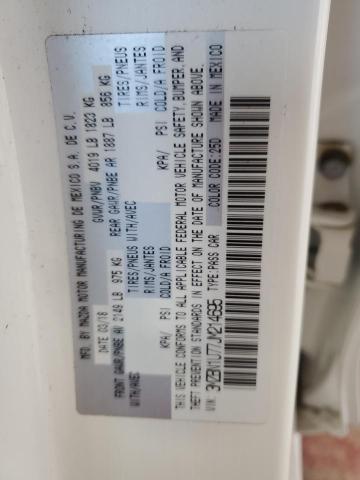 MFG. BY MAZDA MOTOR MANUFACTURING DE MEXICO S.A. DE C.V.
DATE 03/18 GVWR/PNBV 4019 LB 1823 KG
FRONT GAWR/PNBE AV 2149 LB 975 KG REAR GAWR/PNBE AR 1887 LB 856 KG
WITH/AVEC TIRES/PNEUS WITH/AVEC TIRES/PNEUS
RIMS/JANTES RIMS/JANTES
KPA/ PSI COLD/A FROID KPA/ PSI COLD/A FROID
THIS VEHICLE CONFORMS TO ALL APPLICABLE FEDERAL MOTOR VEHICLE SAFETY, BUMPER, AND
THEFT PREVENTION STANDARDS IN EFFECT ON THE DATE OF MANUFACTURE SHOWN ABOVE.
VIN: 3MZBN1U77JM214695 TYPE:PASS CAR COLOR CODE:25D MADE IN MEXICO